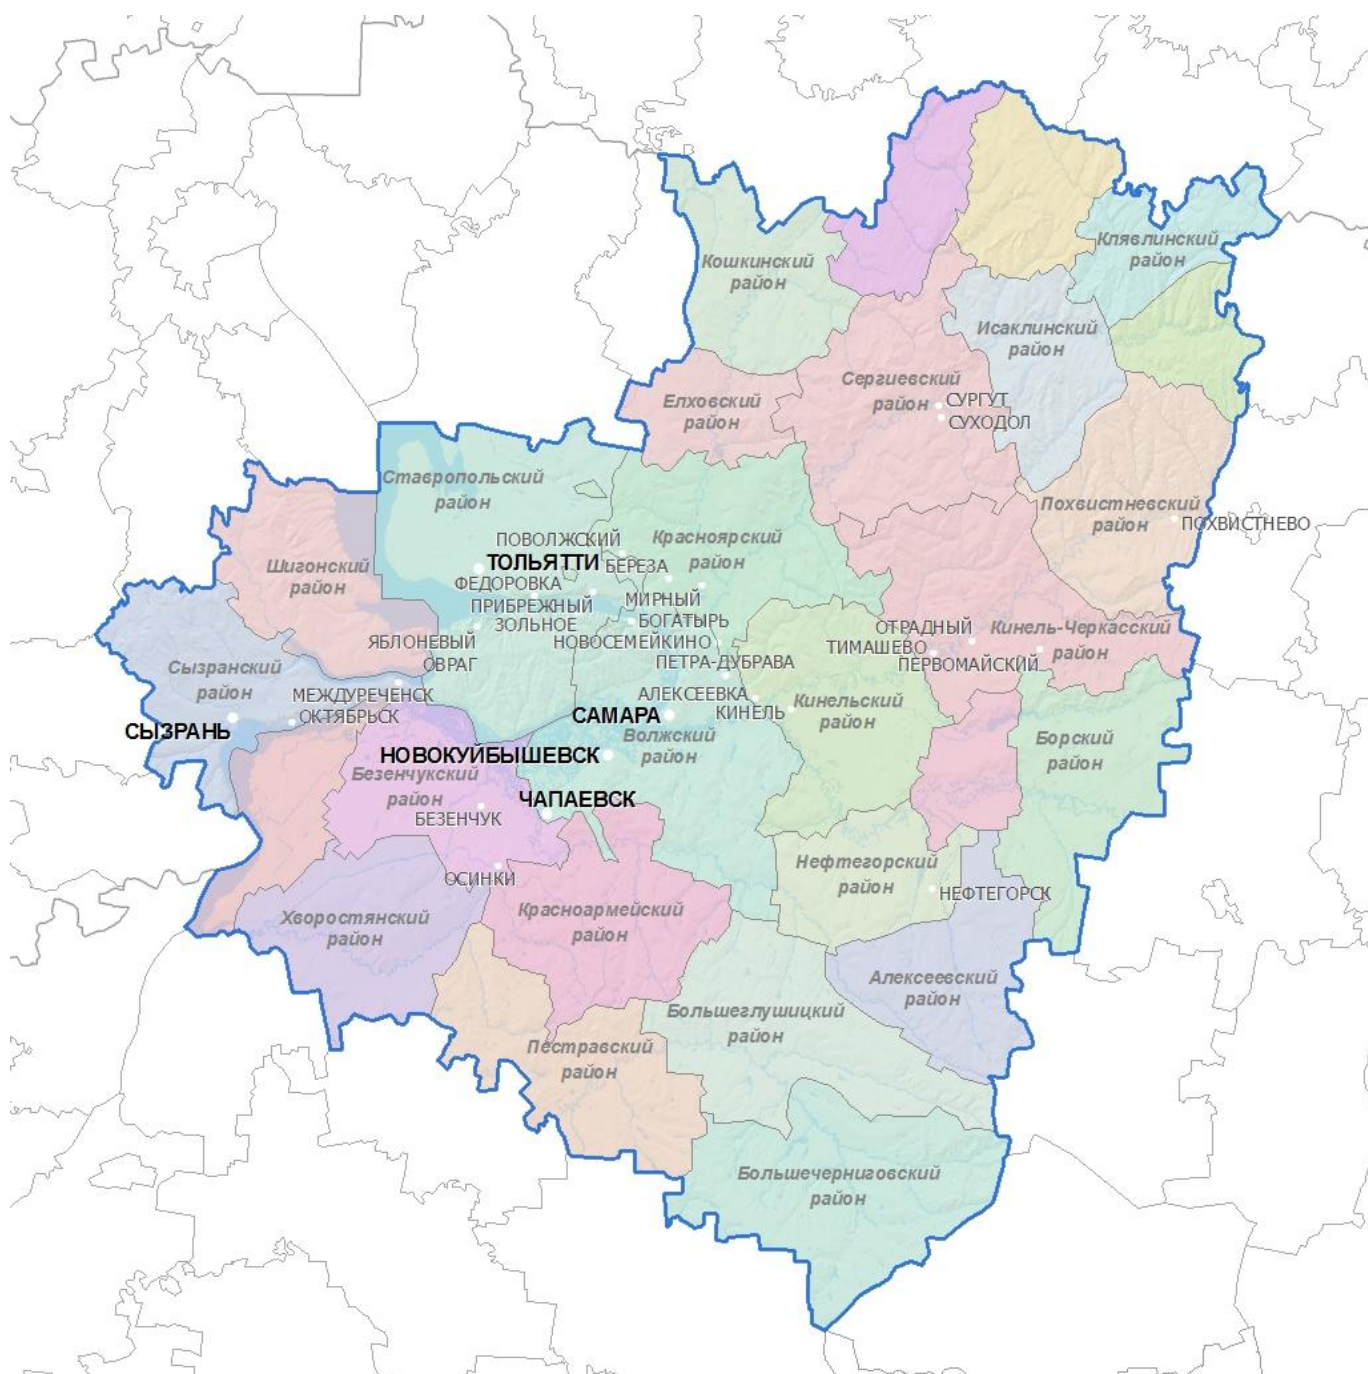 Клявлинский
район
Кошкинский
район
Исаклинский
район
Сергиевский
район
СУРГУТ
СУХОДОЛ
Елховский
район
Ставропольский
район
Похвистневский
район
ПОХВИСТНЕВО
ПОВОЛЖСКИЙ
Красноярский
район
ТОЛЬЯТТИ
БЕРЕЗА
Шигонский
район
ФЕДОРОВКА
ПРИБРЕЖНЫЙ
МИРНЫЙ
ЗОЛЬНОЕ
БОГАТЫРЬ
ОТРАДНЫЙ
Кинель-Черкасский
район
ЯБЛОНЕВЫЙ
ОВРАГ
НОВОСЕМЕЙКИНО
ТИМАШЕВО
ПЕТРА-ДУБРАВА
ПЕРВОМАЙСКИЙ
Сызранский
район
МЕЖДУРЕЧЕНСК
АЛЕКСЕЕВКА
Кинельский
район
ОКТЯБРЬСК
САМАРА
КИНЕЛЬ
СЫЗРАНЬ
Волжский
район
Борский
район
НОВОКУЙБЫШЕВСК
Безенчукский
район
ЧАПАЕВСК
БЕЗЕНЧУК
Нефтегорский
район
ОСИНКИ
НЕФТЕГОРСК
Хворостянский
район
Красноармейский
район
Алексеевский
район
Большеглушицкий
район
Пестравский
район
Большечерниговский
район